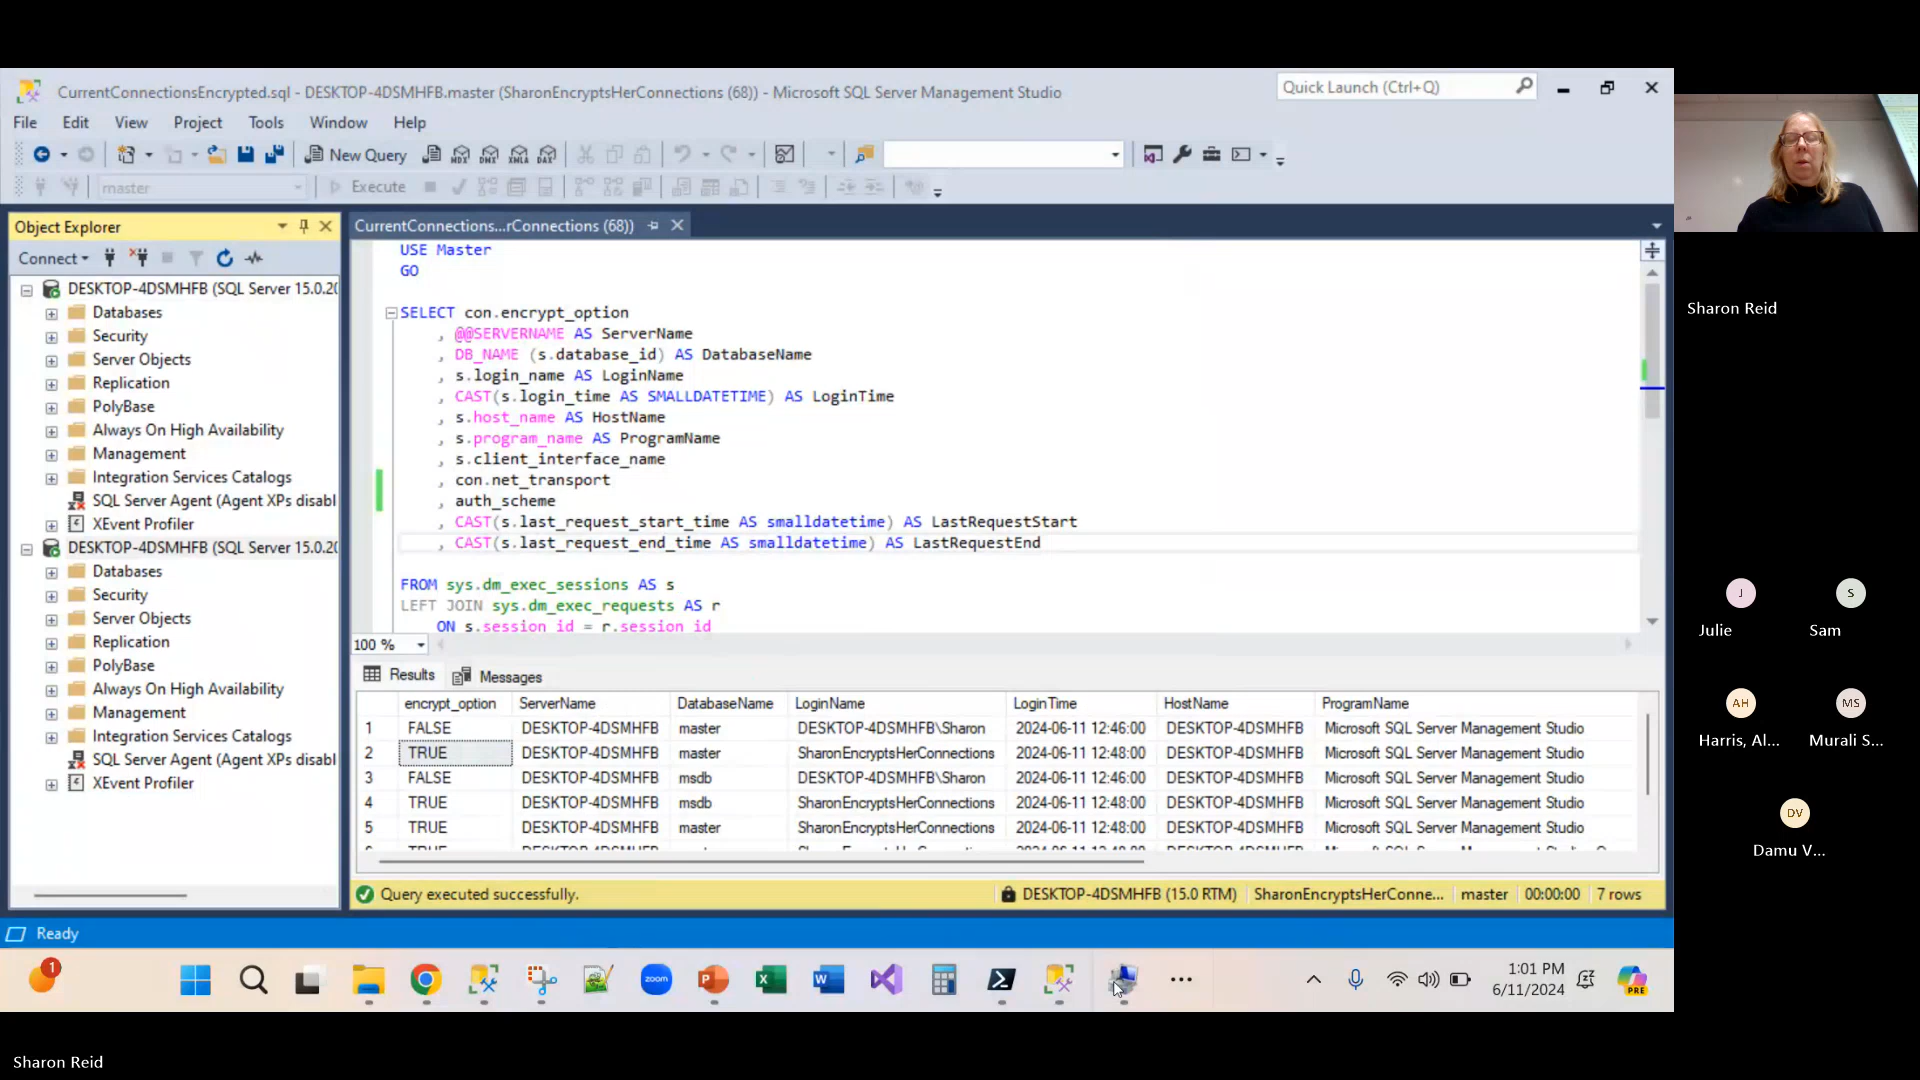 CurrentConnectionsEncrypted.sql - DESKTOP-4DSMHFB.master (SharonEncryptsHerConnections (68)) - Microsoft SQL Server Management Studio
Quick Launch (Ctrl+Q)
File Edit View Project Tools Window Help
New Query MDX DMX XMLA DAX
master Execute
Object Explorer
CurrentConnections...rConnections (68))
Connect
DESKTOP-4DSMHFB (SQL Server 15.0.20
Databases
Security
Server Objects
Replication
PolyBase
Always On High Availability
Management
Integration Services Catalogs
SQL Server Agent (Agent XPs disabl
XEvent Profiler
DESKTOP-4DSMHFB (SQL Server 15.0.20
Databases
Security
Server Objects
Replication
PolyBase
Always On High Availability
Management
Integration Services Catalogs
SQL Server Agent (Agent XPs disabl
XEvent Profiler
USE Master
GO
SELECT con.encrypt_option
, @@SERVERNAME AS ServerName
, DB_NAME (s.database_id) AS DatabaseName
, s.login_name AS LoginName
, CAST(s.login_time AS SMALLDATETIME) AS LoginTime
, s.host_name AS HostName
, s.program_name AS ProgramName
, s.client_interface_name
, con.net_transport
, auth_scheme
, CAST(s.last_request_start_time AS smalldatetime) AS LastRequestStart
, CAST(s.last_request_end_time AS smalldatetime) AS LastRequestEnd
FROM sys.dm_exec_sessions AS s
LEFT JOIN sys.dm_exec_requests AS r
ON s.session_id = r.session_id
100 %
Results Messages
encrypt_option ServerName DatabaseName LoginName LoginTime HostName ProgramName
1 FALSE DESKTOP-4DSMHFB master DESKTOP-4DSMHFB\Sharon 2024-06-11 12:46:00 DESKTOP-4DSMHFB Microsoft SQL Server Management Studio
2 TRUE DESKTOP-4DSMHFB master SharonEncryptsHerConnections 2024-06-11 12:48:00 DESKTOP-4DSMHFB Microsoft SQL Server Management Studio
3 FALSE DESKTOP-4DSMHFB msdb DESKTOP-4DSMHFB\Sharon 2024-06-11 12:46:00 DESKTOP-4DSMHFB Microsoft SQL Server Management Studio
4 TRUE DESKTOP-4DSMHFB msdb SharonEncryptsHerConnections 2024-06-11 12:48:00 DESKTOP-4DSMHFB Microsoft SQL Server Management Studio
5 TRUE DESKTOP-4DSMHFB master SharonEncryptsHerConnections 2024-06-11 12:48:00 DESKTOP-4DSMHFB Microsoft SQL Server Management Studio
Query executed successfully. DESKTOP-4DSMHFB (15.0 RTM) SharonEncryptsHerConne... master 00:00:00 7 rows
Ready
1
zoom
1:01 PM
6/11/2024
PRE
Sharon Reid
J S
Julie Sam
AH MS
Harris, Al... Murali S...
DV
Damu V...
Sharon Reid